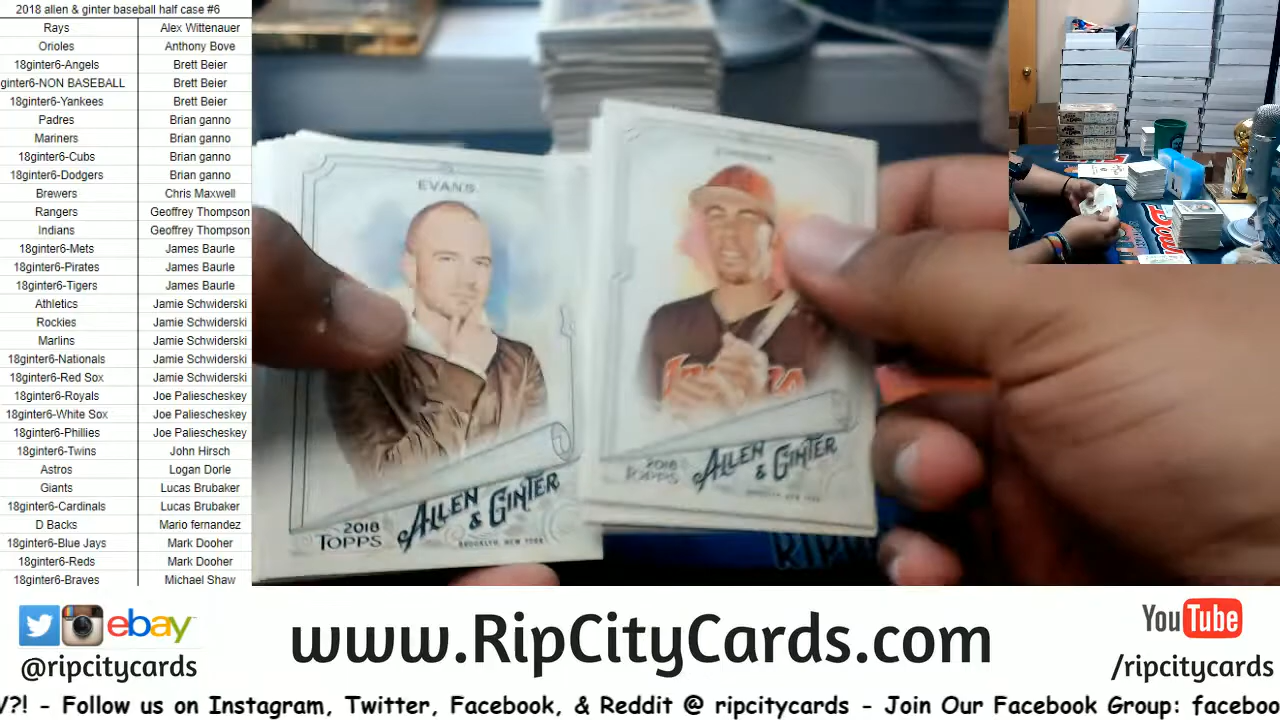 2018 allen & ginter baseball half case #6
Rays Alex Wittenauer
Orioles Anthony Bove
18ginter6-Angels Brett Beier
ginter6-NON BASEBALL Brett Beier
18ginter6-Yankees Brett Beier
Padres Brian ganno
Mariners Brian ganno
18ginter6-Cubs Brian ganno
18ginter6-Dodgers Brian ganno
Brewers Chris Maxwell
Rangers Geoffrey Thompson
Indians Geoffrey Thompson
18ginter6-Mets James Baurle
18ginter6-Pirates James Baurle
18ginter6-Tigers James Baurle
Athletics Jamie Schwiderski
Rockies Jamie Schwiderski
Marlins Jamie Schwiderski
18ginter6-Nationals Jamie Schwiderski
18ginter6-Red Sox Jamie Schwiderski
18ginter6-Royals Joe Paliescheskey
18ginter6-White Sox Joe Paliescheskey
18ginter6-Phillies Joe Paliescheskey
18ginter6-Twins John Hirsch
Astros Logan Dorle
Giants Lucas Brubaker
18ginter6-Cardinals Lucas Brubaker
D Backs Mario fernandez
18ginter6-Blue Jays Mark Dooher
18ginter6-Reds Mark Dooher
18ginter6-Braves Michael Shaw
EVANS
2018 TOPPS ALLEN & GINTER
BROOKLYN, NEW YORK
2018 TOPPS ALLEN & GINTER
ebay
@ripcitycards
www.RipCityCards.com
YouTube
/ripcitycards
V?! - Follow us on Instagram, Twitter, Facebook, & Reddit @ ripcitycards - Join Our Facebook Group: faceboo